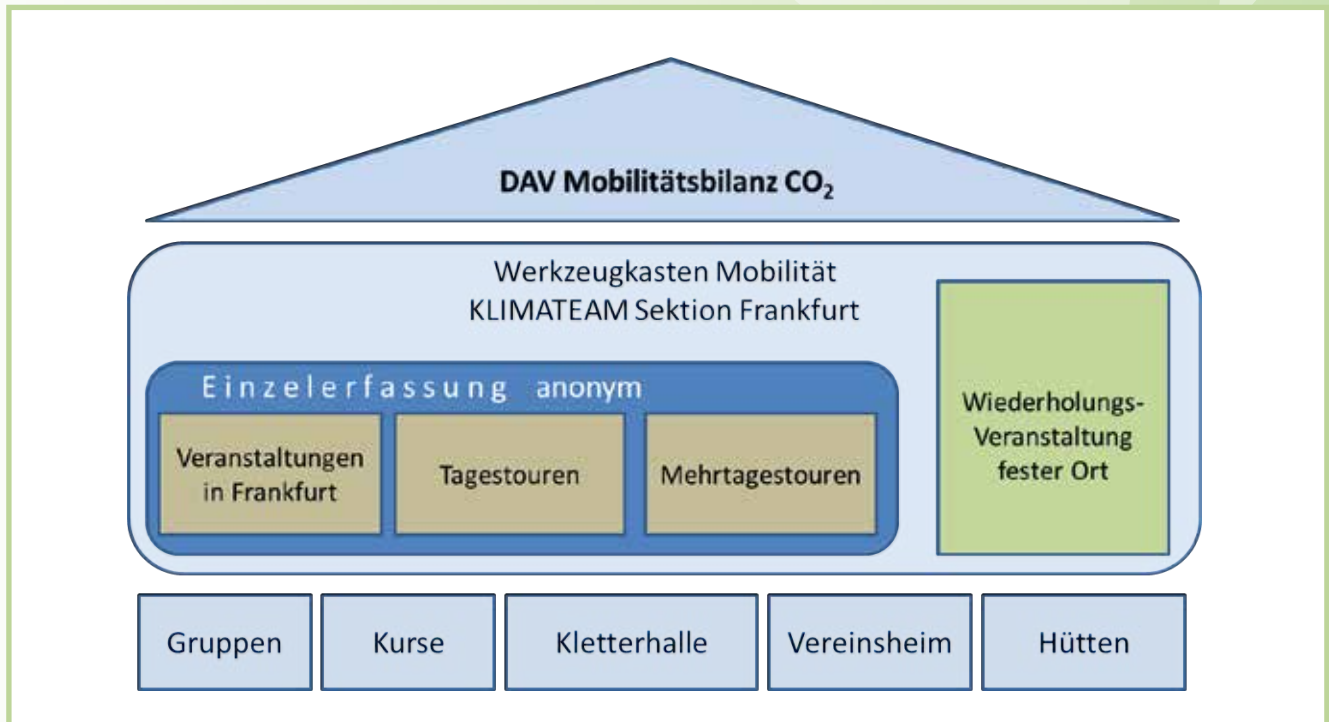 DAV Mobilitätsbilanz CO₂
Werkzeugkasten Mobilität
KLIMATEAM Sektion Frankfurt
Einzelerfassung anonym
Veranstaltungen
in Frankfurt
Tagestouren
Mehrtagestouren
Wiederholungs-
Veranstaltung
fester Ort
Gruppen
Kurse
Kletterhalle
Vereinsheim
Hütten